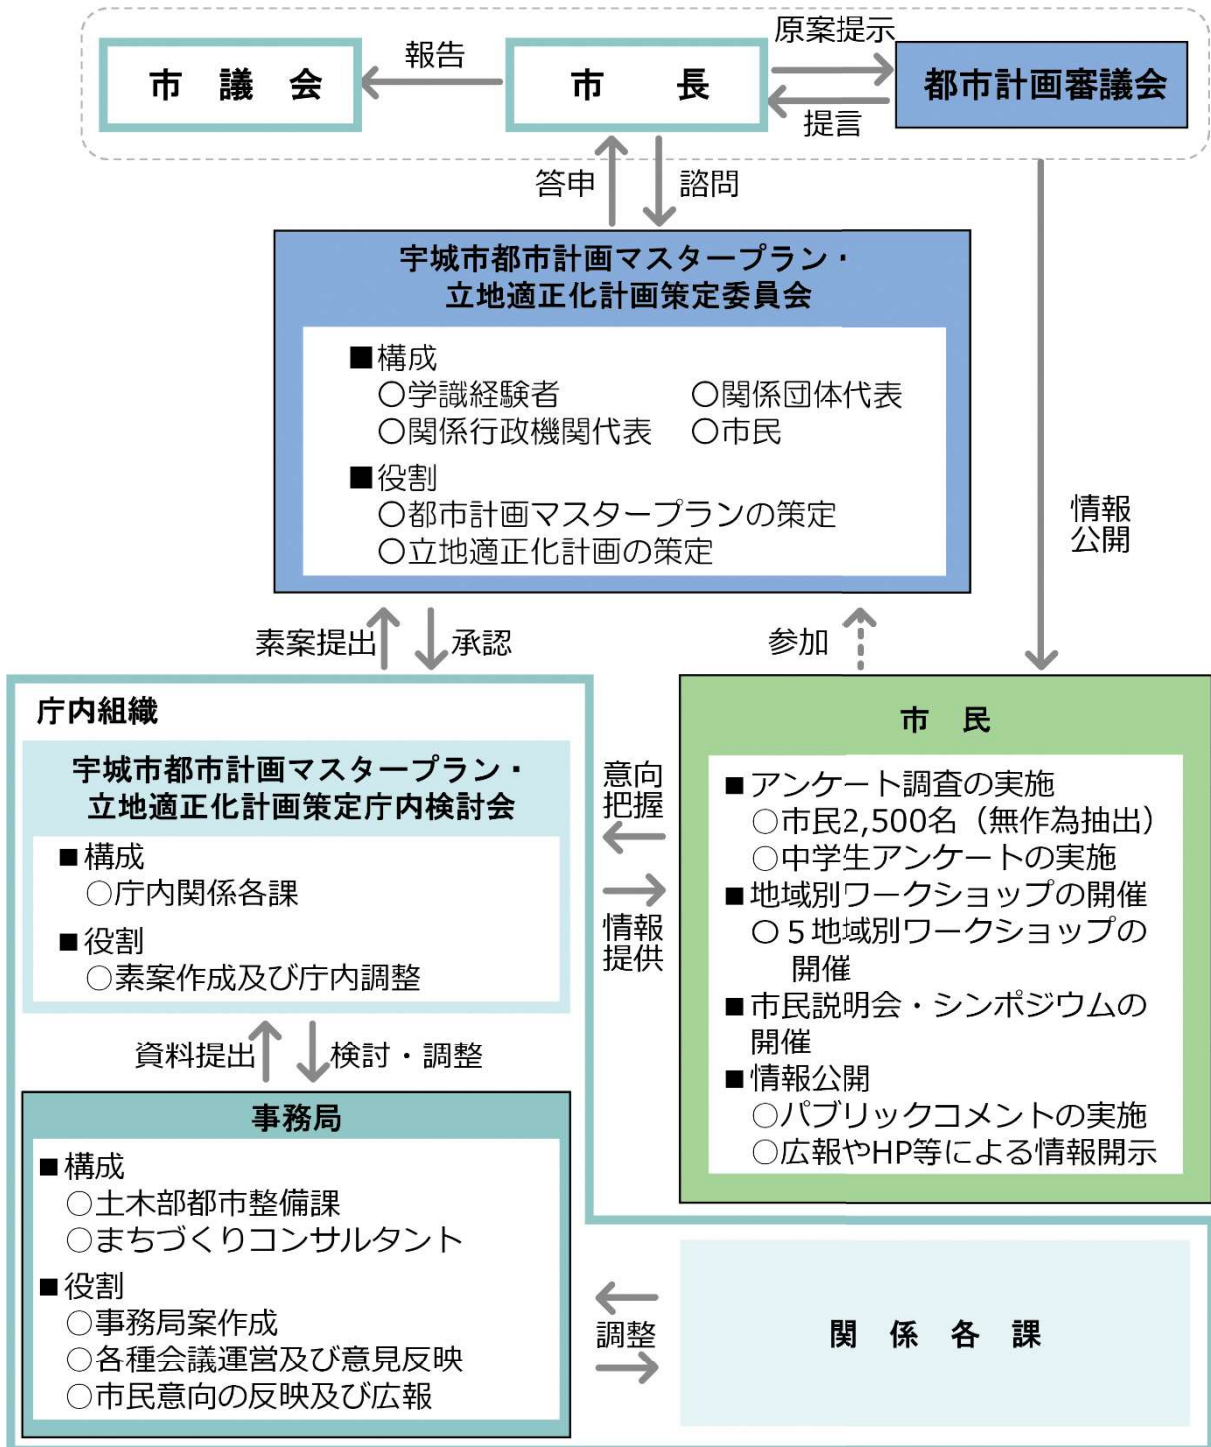 原案提示
報告
市　議　会
市　　長
都市計画審議会
提言
答申
諮問
宇城市都市計画マスタープラン・
立地適正化計画策定委員会
■構成
○学識経験者　○関係団体代表
○関係行政機関代表　○市民
■役割
○都市計画マスタープランの策定
○立地適正化計画の策定
情報
公開
素案提出
承認
参加
庁内組織
宇城市都市計画マスタープラン・
立地適正化計画策定庁内検討会
■構成
○庁内関係各課
■役割
○素案作成及び庁内調整
意向
把握
情報
提供
市　民
■アンケート調査の実施
○市民2,500名（無作為抽出）
○中学生アンケートの実施
■地域別ワークショップの開催
○５地域別ワークショップの
開催
■市民説明会・シンポジウムの
開催
■情報公開
○パブリックコメントの実施
○広報やHP等による情報開示
資料提出
検討・調整
事務局
■構成
○土木部都市整備課
○まちづくりコンサルタント
■役割
○事務局案作成
○各種会議運営及び意見反映
○市民意向の反映及び広報
調整
関　係　各　課